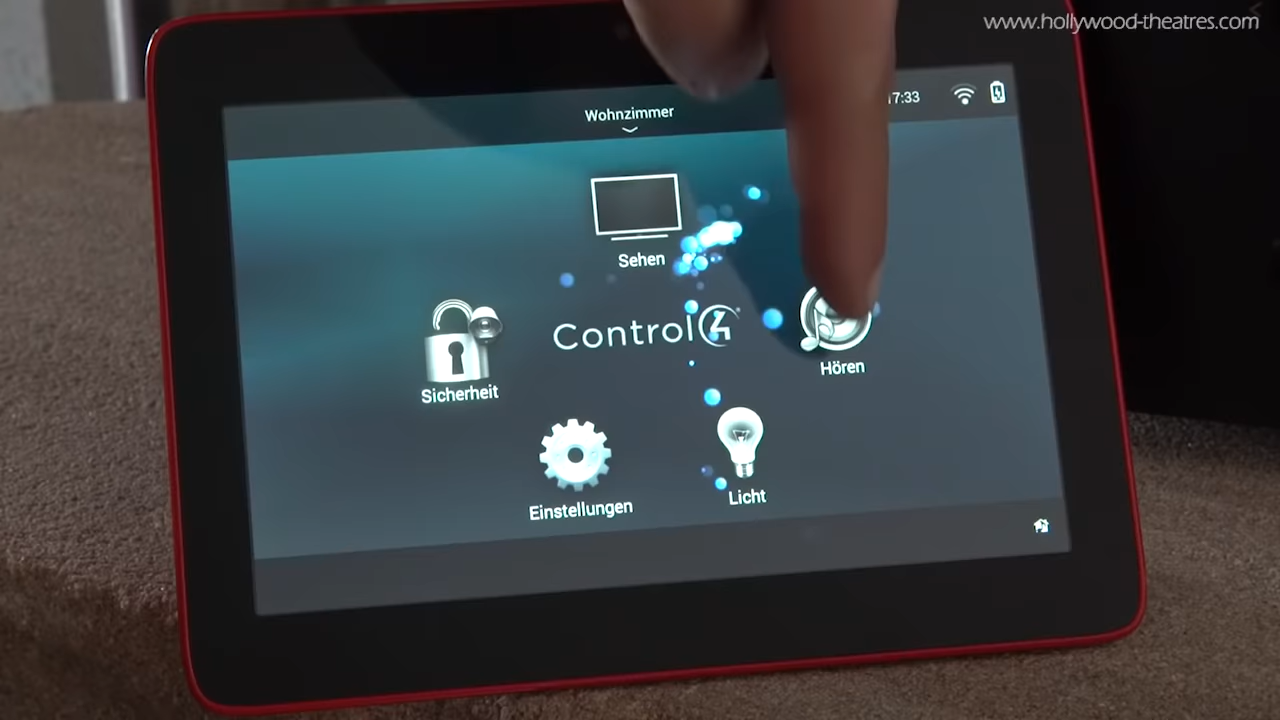 www.hollywood-theatres.com
Wohnzimmer
17:33
Sehen
Control4
Hören
Sicherheit
Licht
Einstellungen